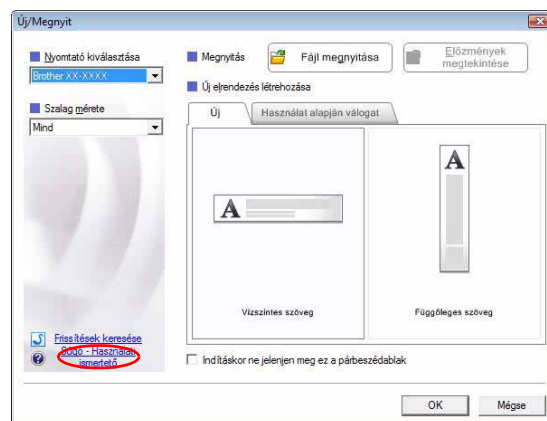 Új/Megnyit
Nyomtató kiválasztása
Brother XX-XXXX
Szalag mérete
Mind
Megnyitás
Fájl megnyitása
Előzmények
megtekintése
Új elrendezés létrehozása
Új
Használat alapján válogat
A
A
Vízszintes szöveg
Függőleges szöveg
Frissítések keresése
Súgó - Használati
ismertető
Indításkor ne jelenjen meg ez a párbeszédablak
OK
Mégse